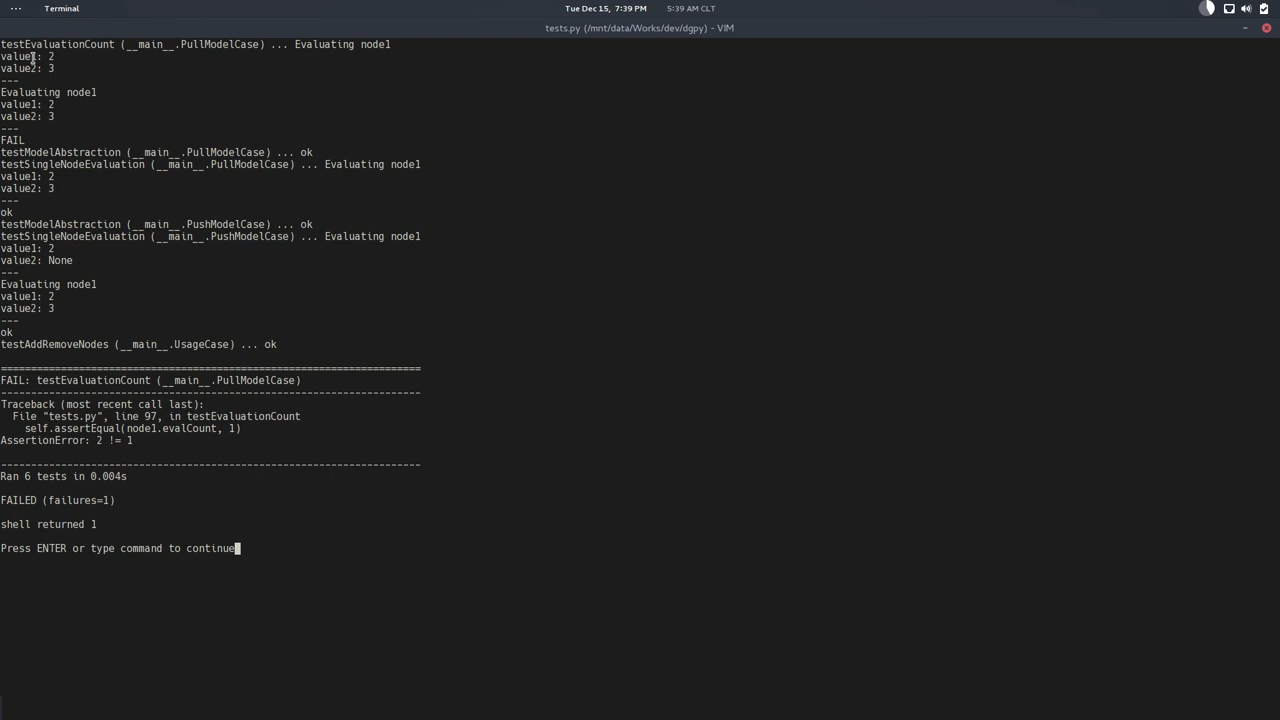 Terminal
Tue Dec 15, 7:39 PM
5:39 AM CLT
tests.py (/mnt/data/Works/dev/dgpy) - VIM
testEvaluationCount (__main__.PullModelCase) ... Evaluating node1
value1: 2
value2: 3
---
Evaluating node1
value1: 2
value2: 3
---
FAIL
testModelAbstraction (__main__.PullModelCase) ... ok
testSingleNodeEvaluation (__main__.PullModelCase) ... Evaluating node1
value1: 2
value2: 3
---
ok
testModelAbstraction (__main__.PushModelCase) ... ok
testSingleNodeEvaluation (__main__.PushModelCase) ... Evaluating node1
value1: 2
value2: None
---
Evaluating node1
value1: 2
value2: 3
---
ok
testAddRemoveNodes (__main__.UsageCase) ... ok
======================================================================
FAIL: testEvaluationCount (__main__.PullModelCase)
----------------------------------------------------------------------
Traceback (most recent call last):
  File "tests.py", line 97, in testEvaluationCount
    self.assertEqual(node1.evalCount, 1)
AssertionError: 2 != 1
----------------------------------------------------------------------
Ran 6 tests in 0.004s
FAILED (failures=1)
shell returned 1
Press ENTER or type command to continue